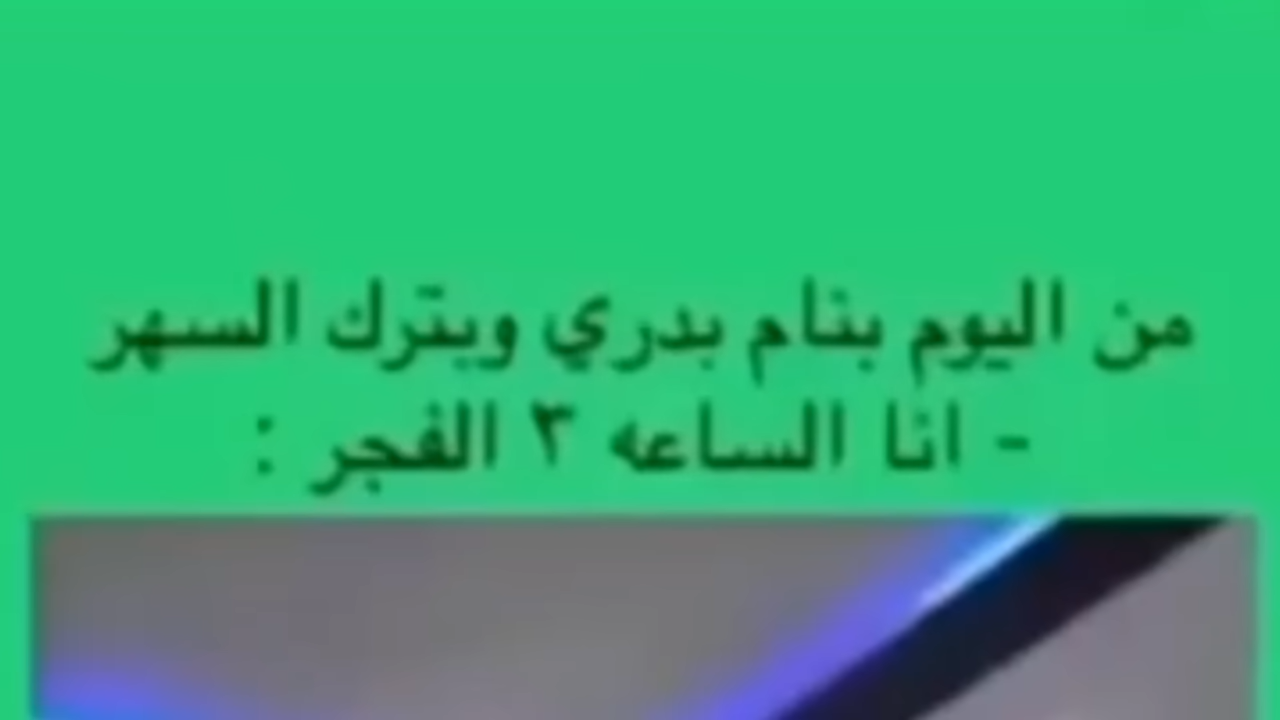 من اليوم بنام بدري وبترك السهر
- انا الساعه ٣ الفجر :